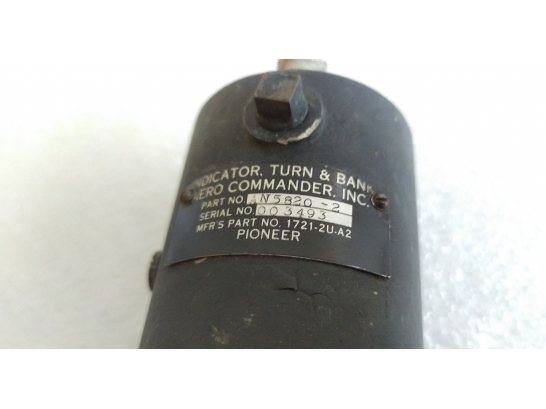 INDICATOR, TURN & BANK
AERO COMMANDER, INC.
PART NO. AN5820-2
SERIAL NO. 003493
MFR'S PART NO. 1721-2U-A2
PIONEER